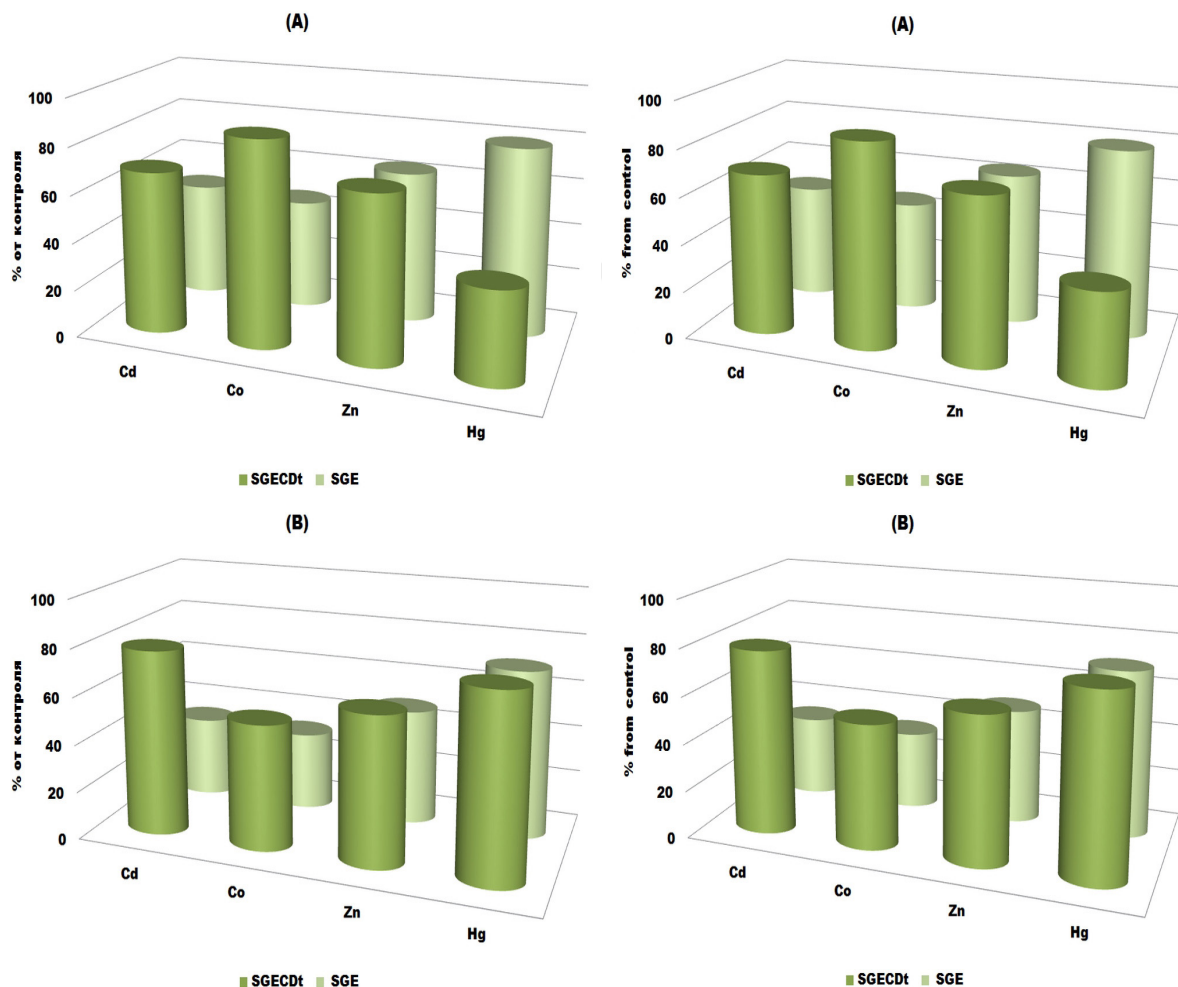 (A)
% от контроля
100
80
60
40
20
0
Cd
Co
Zn
Hg
SGECDt SGE
(A)
% from control
100
80
60
40
20
0
Cd
Co
Zn
Hg
SGECDt SGE
(B)
% от контроля
100
80
60
40
20
0
Cd
Co
Zn
Hg
SGECDt SGE
(B)
% from control
100
80
60
40
20
0
Cd
Co
Zn
Hg
SGECDt SGE